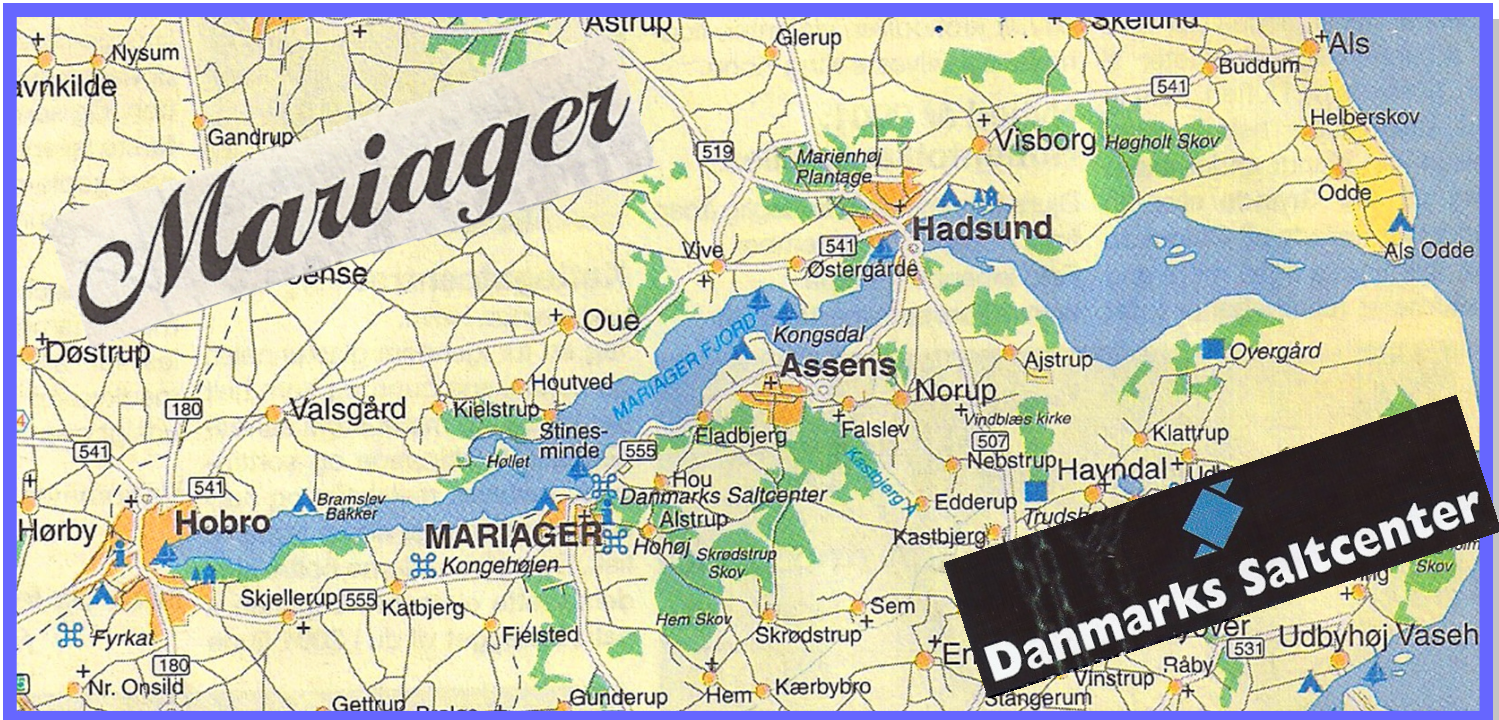 Astrup
Skelund
Glerup
Als
Nysum
Buddum
541
Helberskov
Gandrup
Mariager
519
Marienhøj
Plantage
Visborg
Høgholt Skov
Odde
Hadsund
Als Odde
Vive
541
Østergårde
Oue
MARIAGER FJORD
Kongsdal
Døstrup
Assens
Ajstrup
Overgård
Houtved
Norup
180
Valsgård
Kielstrup
Vindblæs kirke
Stines-
minde
Fladbjerg
Falslev
507
Klattrup
541
555
Høllet
Kastbjerg Å
Nebstrup
Havndal
541
Hou
Danmarks Saltcenter
Edderup
Bramslev
Bakker
Hørby
Hobro
MARIAGER
Alstrup
Kastbjerg
Hohøj
Skrødstrup
Skov
Kongehøjen
Danmarks Saltcenter
Skov
Skjellerup
555
Katbjerg
Sem
Hem Skov
Fyrkat
Fjelsted
Skrødstrup
Udbyhøj Vaseh
531
180
Råby
Nr. Onsild
Hem
Kærbybro
Vinstrup
Gettrup
Gunderup
Stangerum